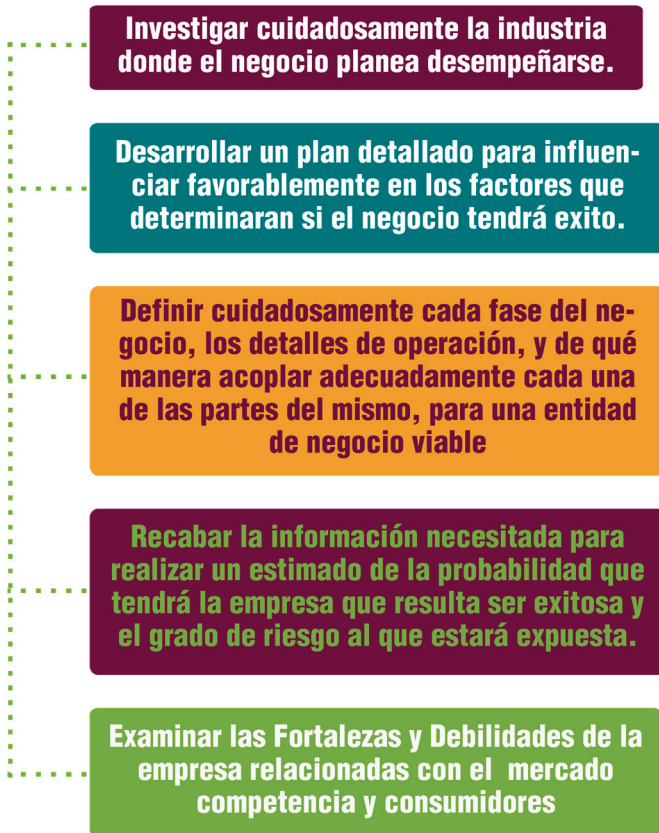 Investigar cuidadosamente la industria
donde el negocio planea desempeñarse.
Desarrollar un plan detallado para influen-
ciar favorablemente en los factores que
determinaran si el negocio tendrá exito.
Definir cuidadosamente cada fase del ne-
gocio, los detalles de operación, y de qué
manera acoplar adecuadamente cada una
de las partes del mismo, para una entidad
de negocio viable
Recabar la información necesitada para
realizar un estimado de la probabilidad que
tendrá la empresa que resulta ser exitosa y
el grado de riesgo al que estará expuesta.
Examinar las Fortalezas y Debilidades de la
empresa relacionadas con el mercado
competencia y consumidores